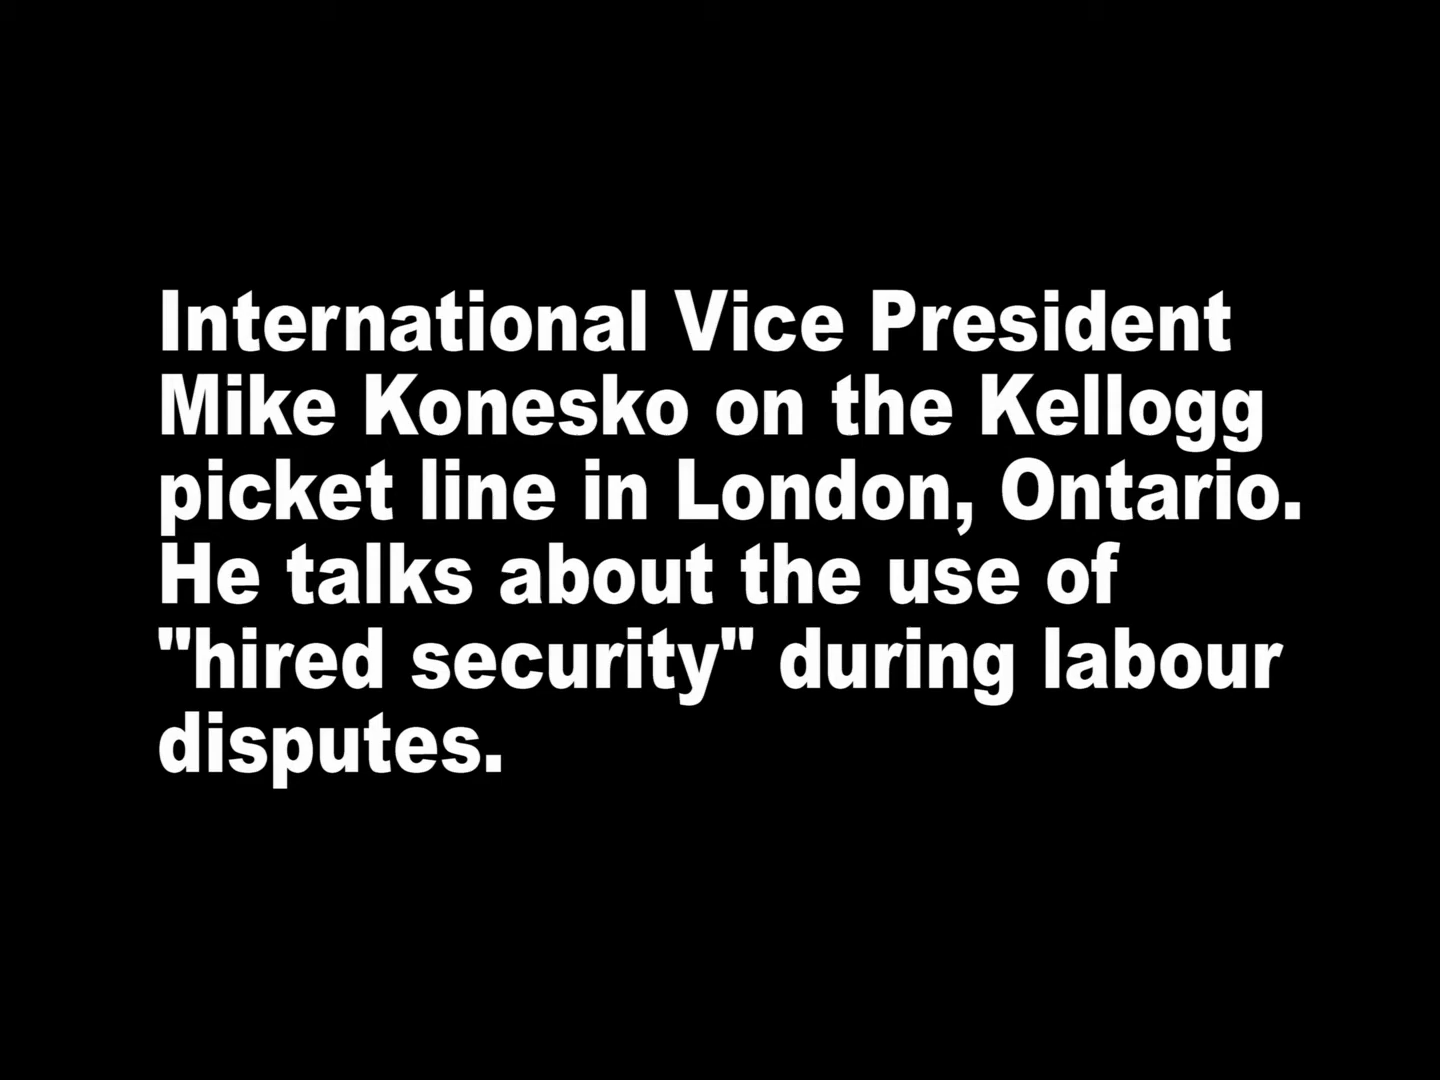 International Vice President
Mike Konesko on the Kellogg
picket line in London, Ontario.
He talks about the use of
"hired security" during labour
disputes.